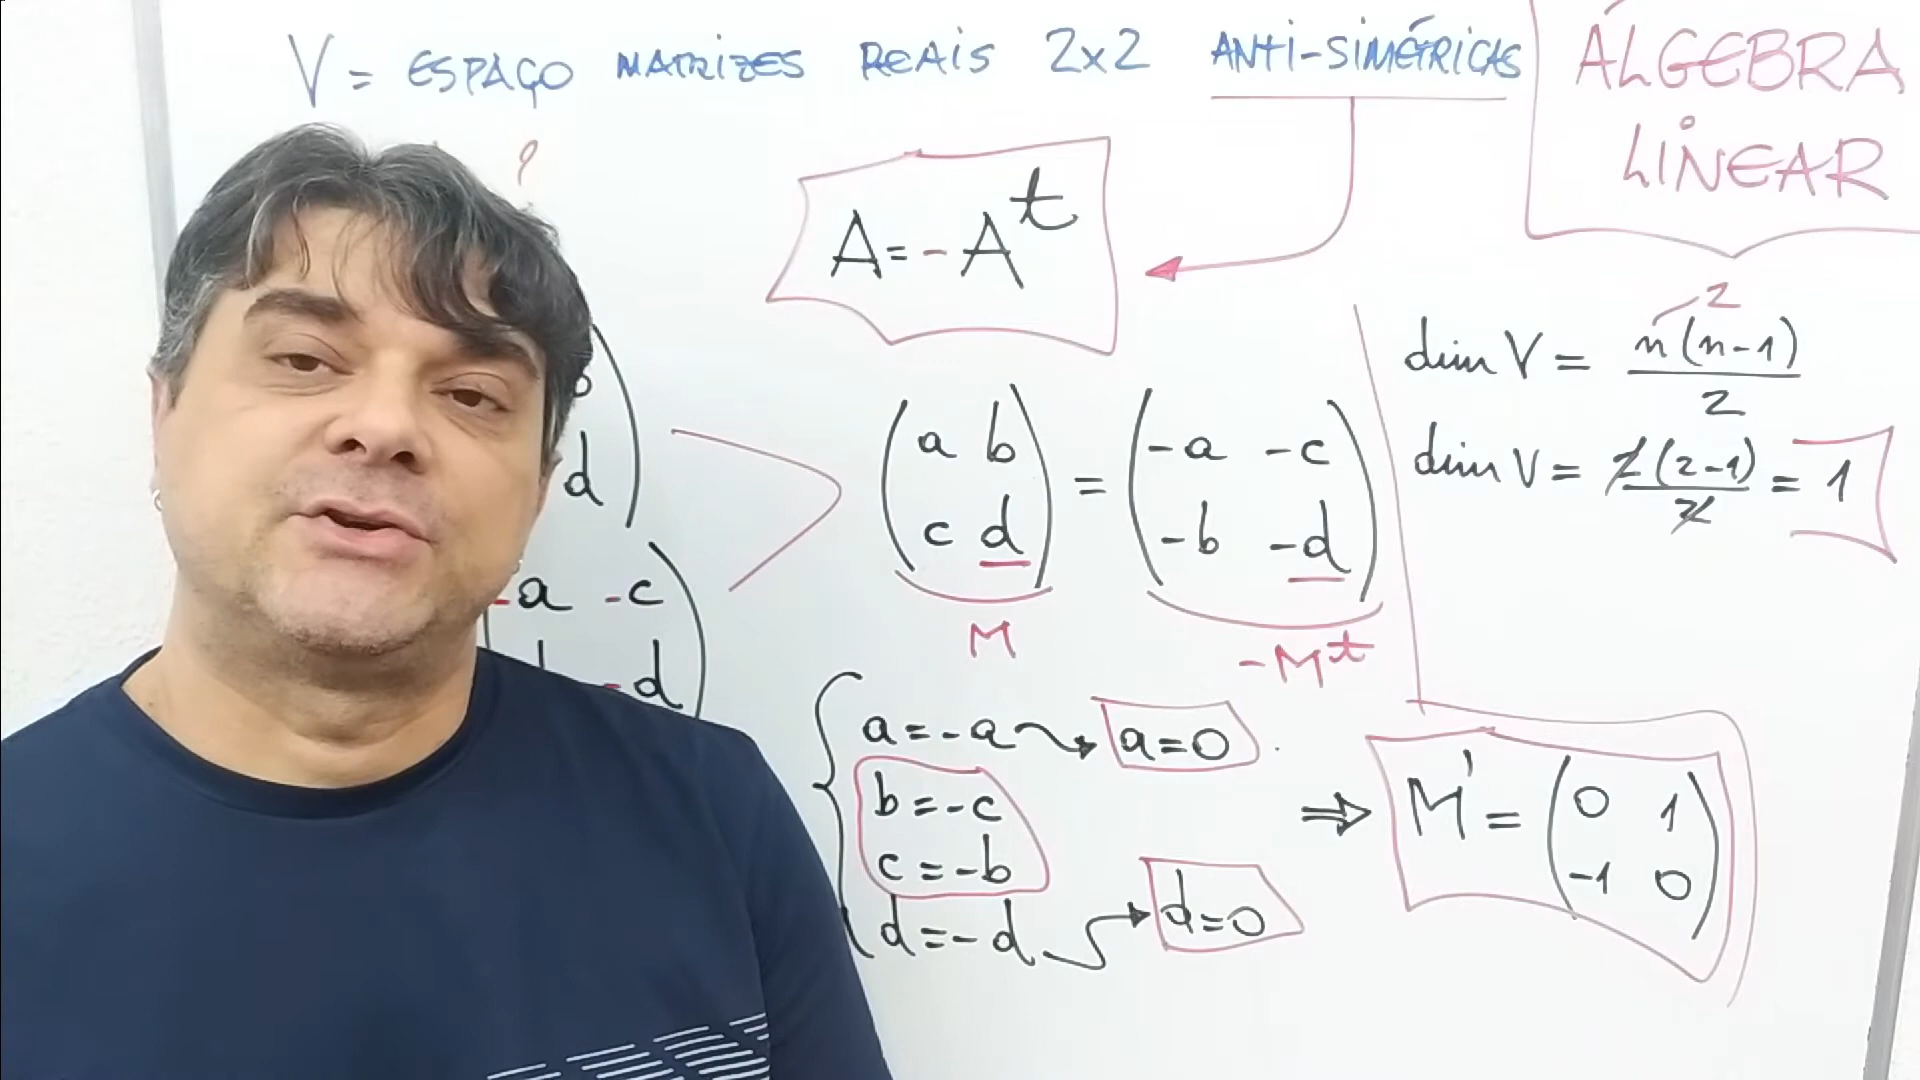 V = ESPAÇO MATRIZES REAIS 2x2 ANTI-SIMÉTRICAS
ÁLGEBRA
LINEAR
?
A = -A^t
2
dim V = n(n-1)/2
dim V = 2(2-1)/2 = 1
d
-a -c
-d
(a b) = (-a -c)
(c d) (-b -d)
M -M^t
a = -a → a=0
b = -c
c = -b
d = -d → d=0
⇒ M' = (0 1)
(-1 0)